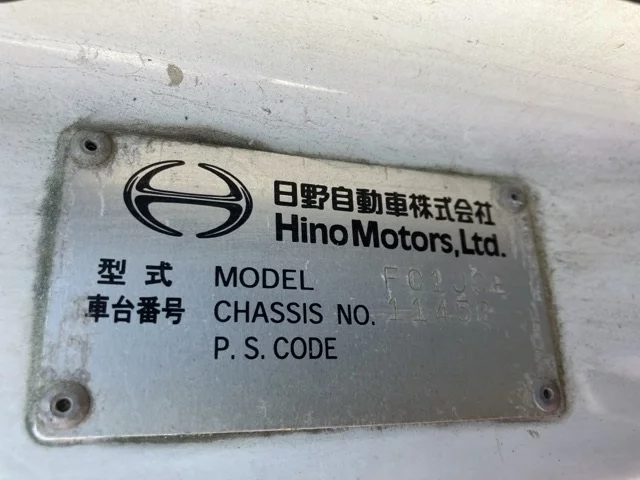 日野自動車株式会社
Hino Motors, Ltd.
型式 MODEL
車台番号 CHASSIS NO.
P. S. CODE